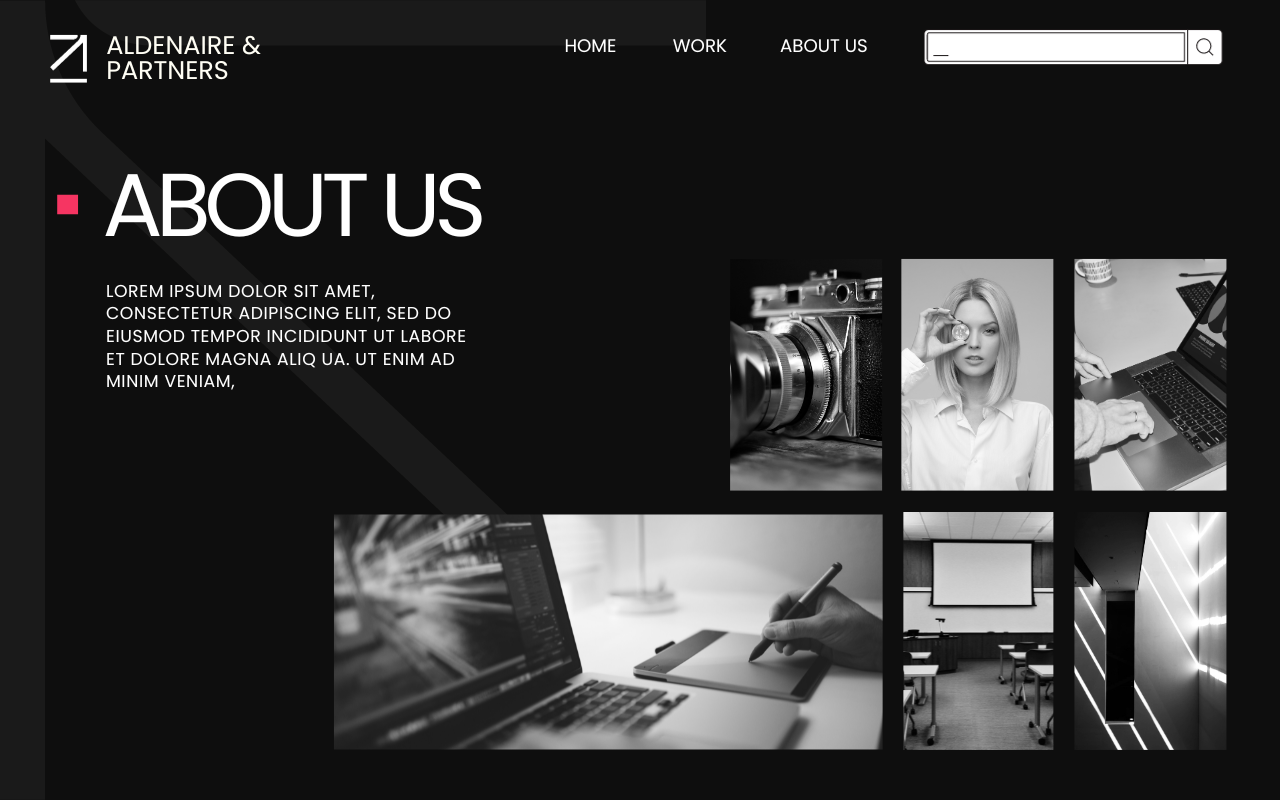 ALDENAIRE &
PARTNERS
HOME
WORK
ABOUT US
ABOUT US
LOREM IPSUM DOLOR SIT AMET,
CONSECTETUR ADIPISCING ELIT, SED DO
EIUSMOD TEMPOR INCIDIDUNT UT LABORE
ET DOLORE MAGNA ALIQ UA. UT ENIM AD
MINIM VENIAM,